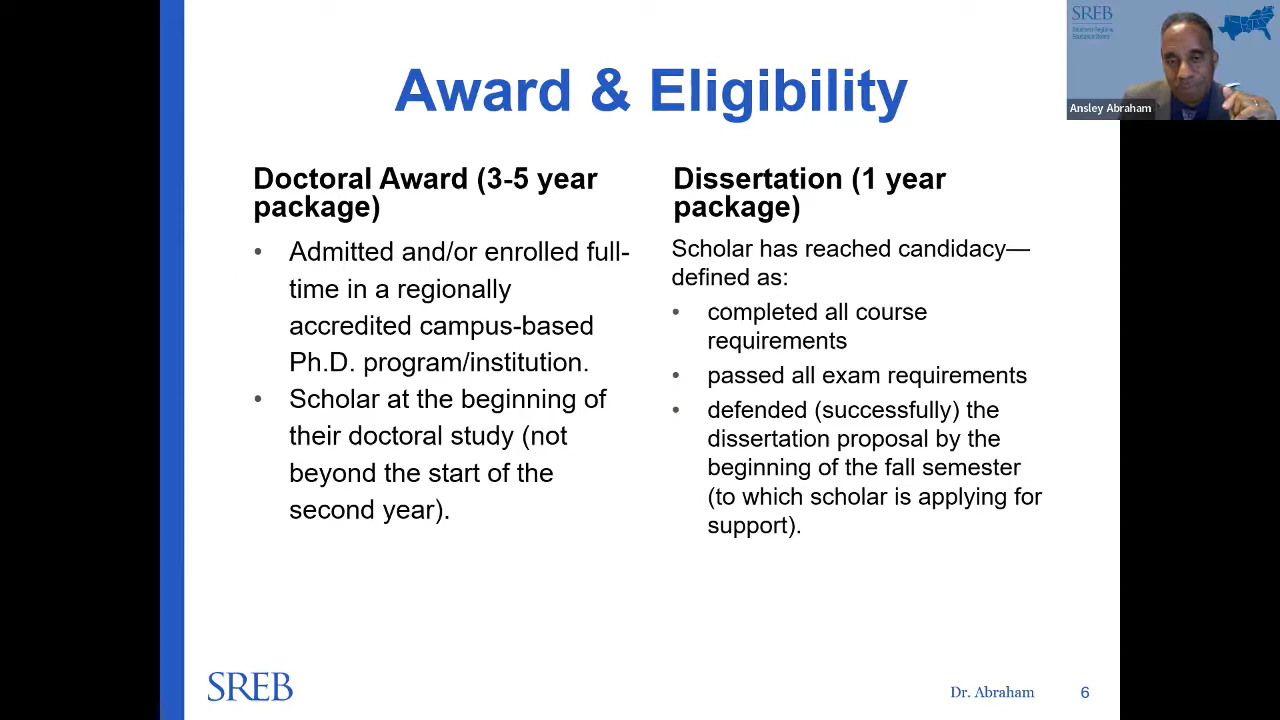 Award & Eligibility
Doctoral Award (3-5 year
package)
• Admitted and/or enrolled full-
time in a regionally
accredited campus-based
Ph.D. program/institution.
• Scholar at the beginning of
their doctoral study (not
beyond the start of the
second year).
Dissertation (1 year
package)
Scholar has reached candidacy—
defined as:
• completed all course
requirements
• passed all exam requirements
• defended (successfully) the
dissertation proposal by the
beginning of the fall semester
(to which scholar is applying for
support).
SREB
Dr. Abraham
6
SREB
Southern Regional
Education Board
Ansley Abraham